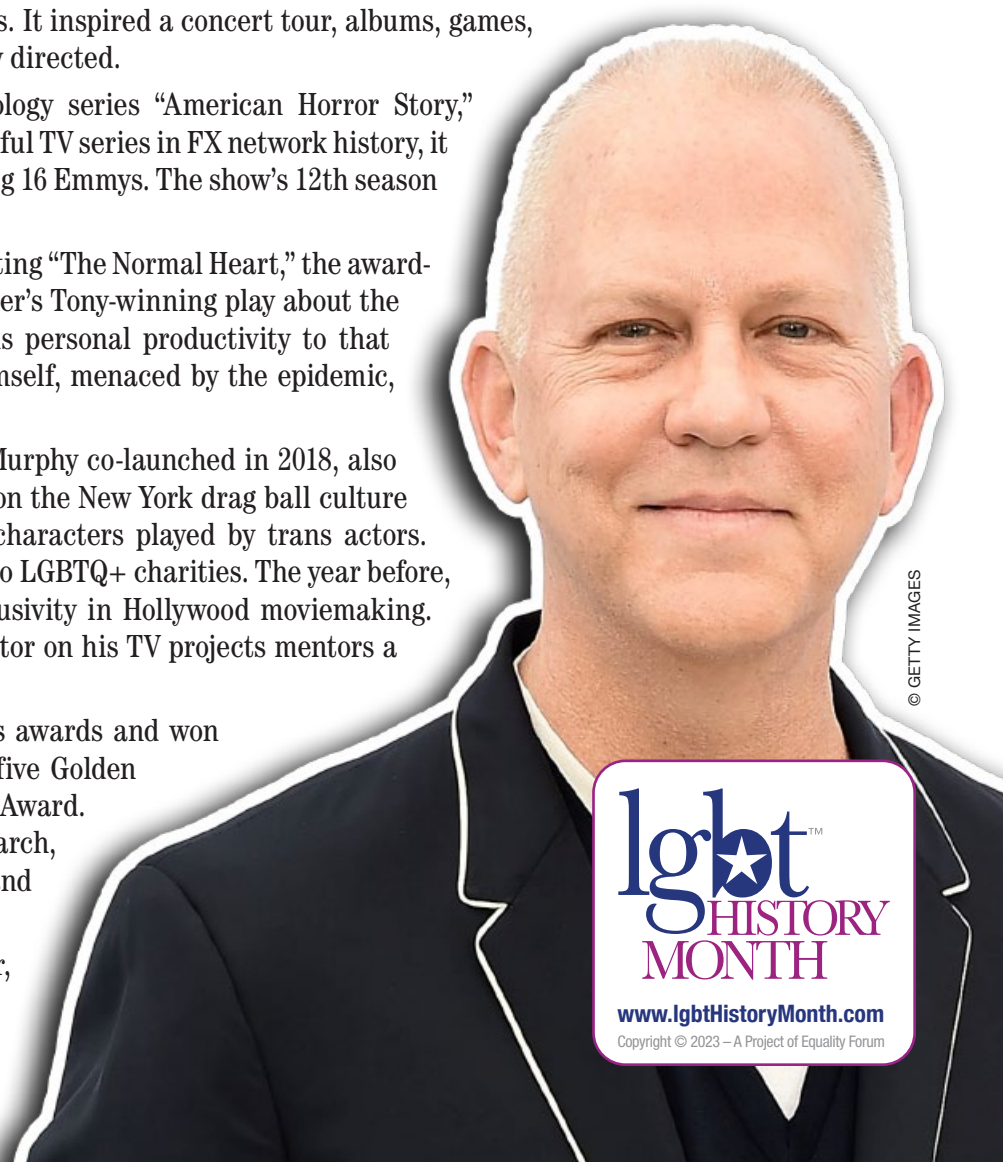 s. It inspired a concert tour, albums, games,
directed.
ology series “American Horror Story,”
ful TV series in FX network history, it
g 16 Emmys. The show’s 12th season
ting “The Normal Heart,” the award-
er’s Tony-winning play about the
s personal productivity to that
mself, menaced by the epidemic,
Murphy co-launched in 2018, also
on the New York drag ball culture
characters played by trans actors.
o LGBTQ+ charities. The year before,
usivity in Hollywood moviemaking.
tor on his TV projects mentors a
s awards and won
five Golden
Award.
arch,
nd
r,
© GETTY IMAGES
lgbt™
HISTORY
MONTH
www.lgbtHistoryMonth.com
Copyright © 2023 – A Project of Equality Forum